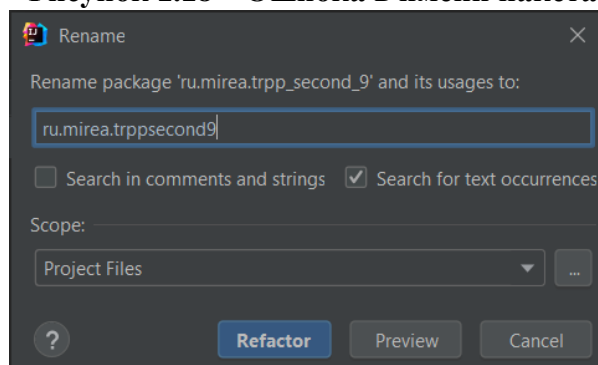 Rename
Rename package 'ru.mirea.trpp_second_9' and its usages to:
ru.mirea.trppsecond9
Search in comments and strings Search for text occurrences
Scope:
Project Files
...
? Refactor Preview Cancel